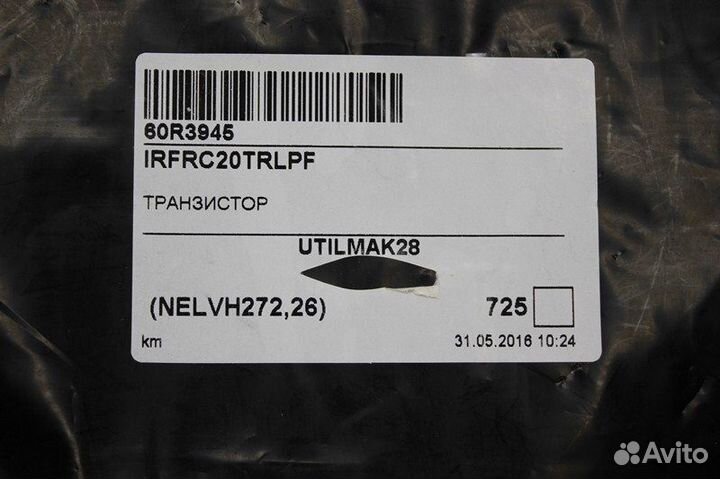 60R3945
IRFRC20TRLPF
ТРАНЗИСТОР
UTILMAK28
(NELVH272,26) 725
km 31.05.2016 10:24
Avito